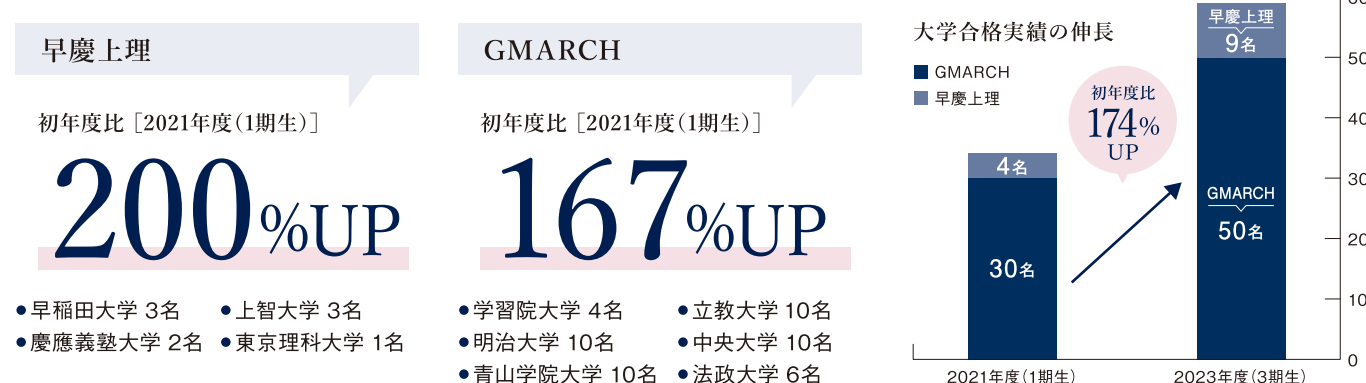 早慶上理
初年度比［2021年度（1期生）］
200%UP
●早稲田大学 3名 ●上智大学 3名
●慶應義塾大学 2名 ●東京理科大学 1名
GMARCH
初年度比［2021年度（1期生）］
167%UP
●学習院大学 4名 ●立教大学 10名
●明治大学 10名 ●中央大学 10名
●青山学院大学 10名 ●法政大学 6名
大学合格実績の伸長
GMARCH
早慶上理
初年度比
174%
UP
4名
30名
早慶上理
9名
GMARCH
50名
50
40
30
20
10
0
2021年度（1期生）
2023年度（3期生）